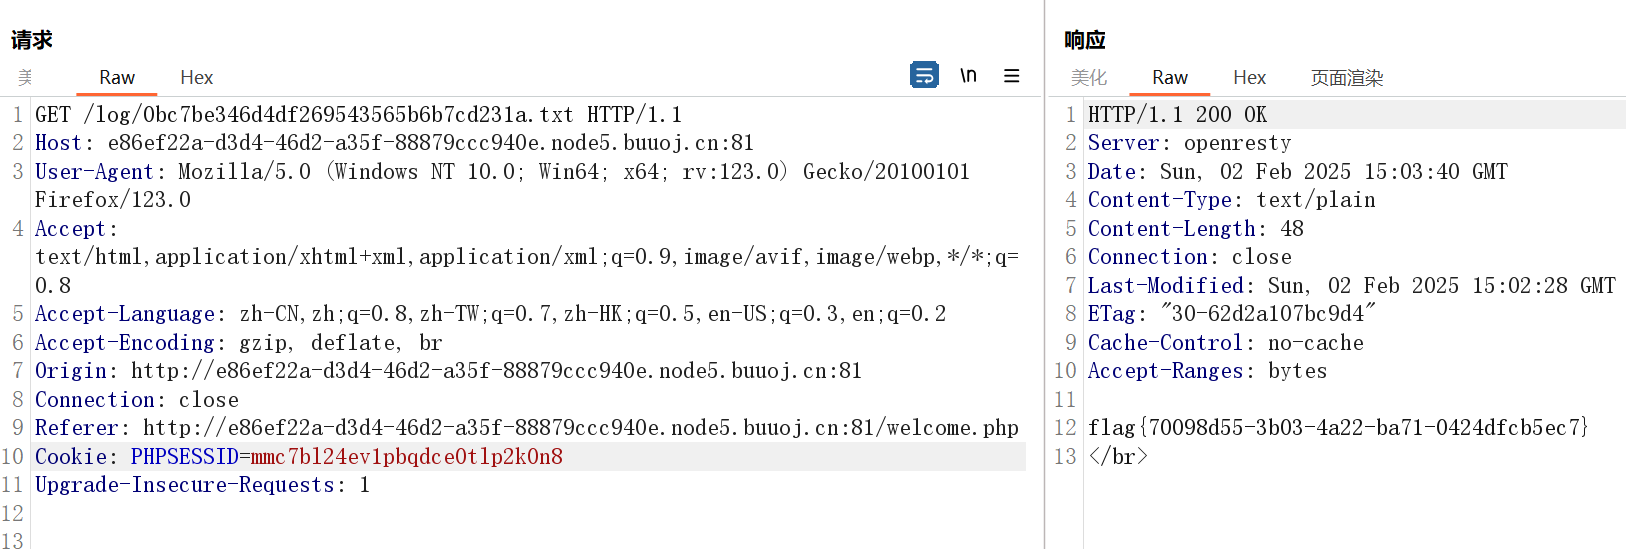 请求
美 Raw Hex \n
1 GET /log/0bc7be346d4df269543565b6b7cd231a.txt HTTP/1.1
2 Host: e86ef22a-d3d4-46d2-a35f-88879ccc940e.node5.buuoj.cn:81
3 User-Agent: Mozilla/5.0 (Windows NT 10.0; Win64; x64; rv:123.0) Gecko/20100101
Firefox/123.0
4 Accept:
text/html,application/xhtml+xml,application/xml;q=0.9,image/avif,image/webp,*/*;q=
0.8
5 Accept-Language: zh-CN,zh;q=0.8,zh-TW;q=0.7,zh-HK;q=0.5,en-US;q=0.3,en;q=0.2
6 Accept-Encoding: gzip, deflate, br
7 Origin: http://e86ef22a-d3d4-46d2-a35f-88879ccc940e.node5.buuoj.cn:81
8 Connection: close
9 Referer: http://e86ef22a-d3d4-46d2-a35f-88879ccc940e.node5.buuoj.cn:81/welcome.php
10 Cookie: PHPSESSID=mmc7bl24ev1pbqdce0tlp2k0n8
11 Upgrade-Insecure-Requests: 1
12
13
响应
美化 Raw Hex 页面渲染
1 HTTP/1.1 200 OK
2 Server: openresty
3 Date: Sun, 02 Feb 2025 15:03:40 GMT
4 Content-Type: text/plain
5 Content-Length: 48
6 Connection: close
7 Last-Modified: Sun, 02 Feb 2025 15:02:28 GMT
8 ETag: "30-62d2a107bc9d4"
9 Cache-Control: no-cache
10 Accept-Ranges: bytes
11
12 flag{70098d55-3b03-4a22-ba71-0424dfcb5ec7}
13 </br>